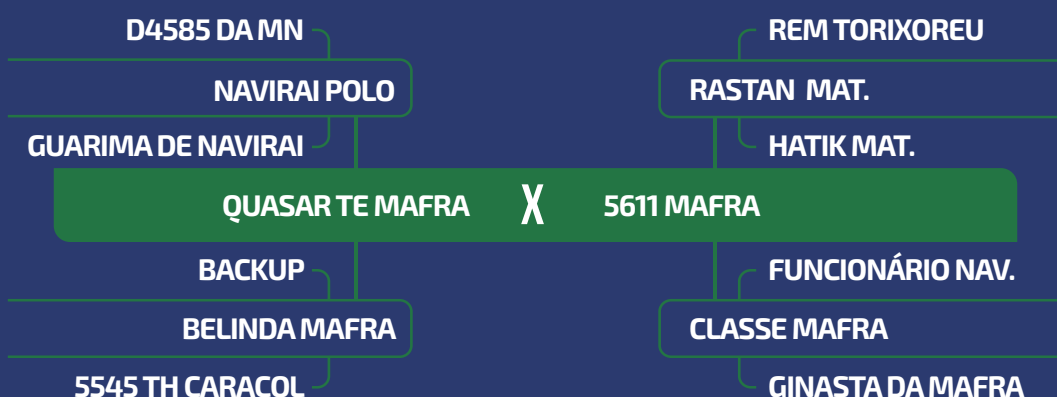 D4585 DA MN
REM TORIXOREU
NAVIRAI POLO
RASTAN MAT.
GUARIMA DE NAVIRAI
HATIK MAT.
QUASAR TE MAFRA X 5611 MAFRA
BACKUP
FUNCIONÁRIO NAV.
BELINDA MAFRA
CLASSE MAFRA
5545 TH CARACOL
GINASTA DA MAFRA